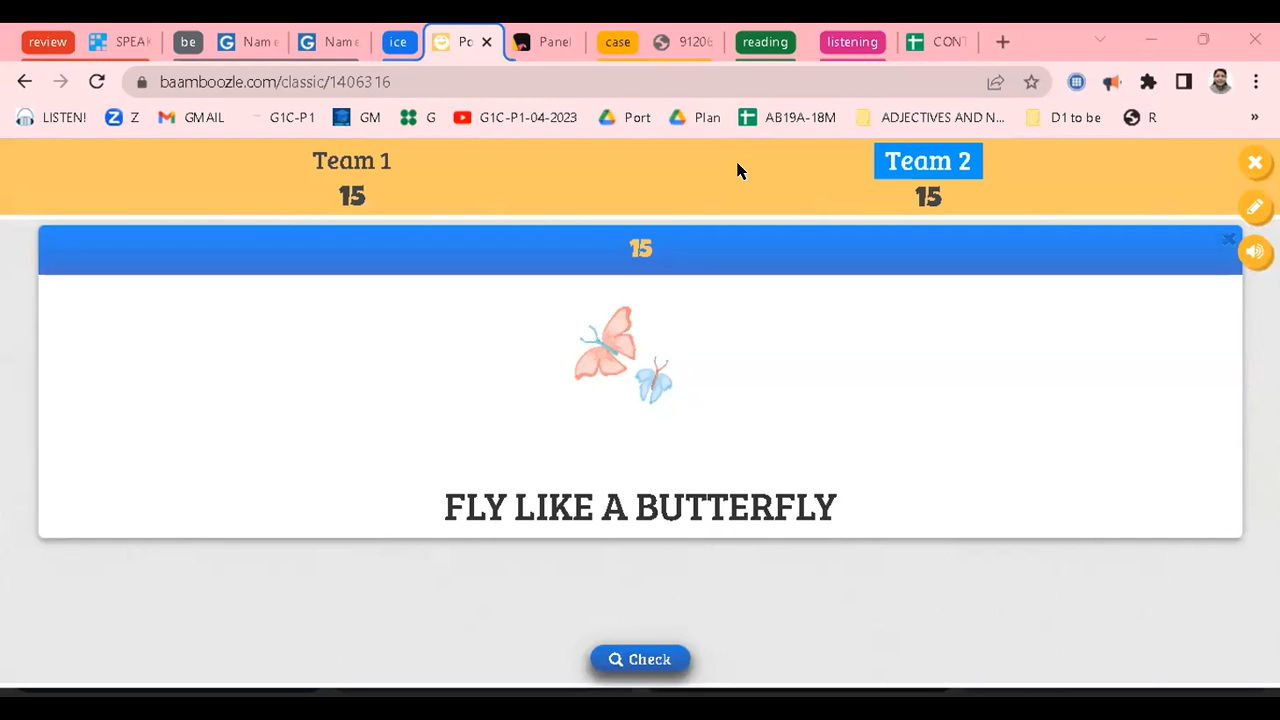 review SPEAK be Name Name ice Po Panel case 91206 reading listening CONT
baamboozle.com/classic/1406316
LISTEN! Z GMAIL G1C-P1 GM G G1C-P1-04-2023 Port Plan AB19A-18M ADJECTIVES AND N... D1 to be R »
Team 1 Team 2
15 15
15
FLY LIKE A BUTTERFLY
Check